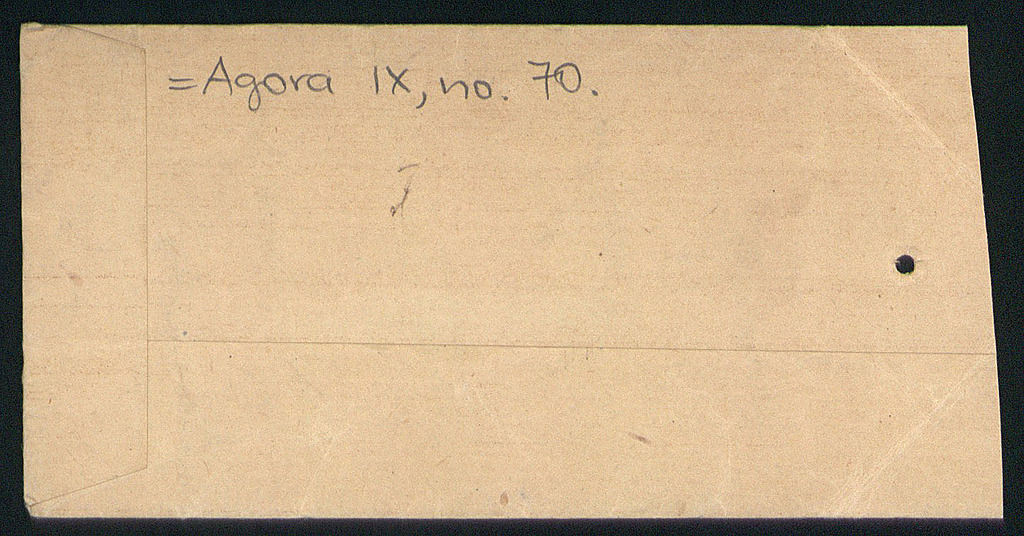 =Agora IX, no. 70.